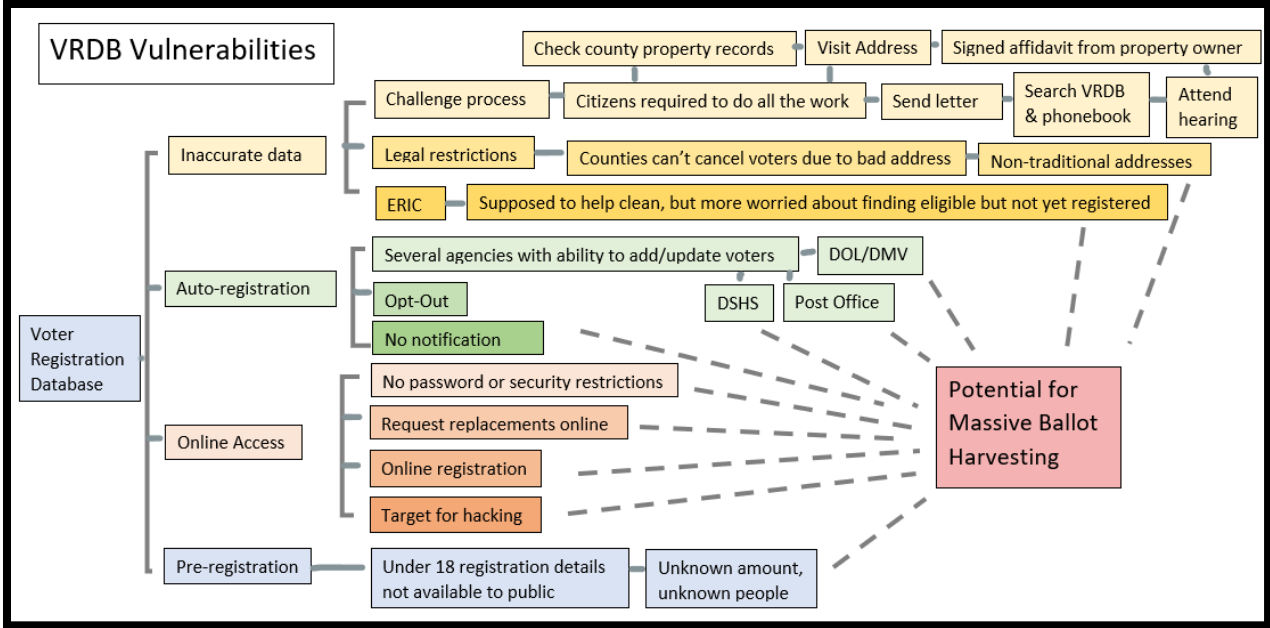 VRDB Vulnerabilities
Check county property records
Visit Address
Signed affidavit from property owner
Challenge process
Citizens required to do all the work
Send letter
Search VRDB
& phonebook
Attend
hearing
Inaccurate data
Legal restrictions
Counties can't cancel voters due to bad address
Non-traditional addresses
ERIC
Supposed to help clean, but more worried about finding eligible but not yet registered
Several agencies with ability to add/update voters
DOL/DMV
Auto-registration
Opt-Out
DSHS
Post Office
No notification
Voter
Registration
Database
No password or security restrictions
Request replacements online
Online Access
Online registration
Target for hacking
Potential for
Massive Ballot
Harvesting
Pre-registration
Under 18 registration details
not available to public
Unknown amount,
unknown people